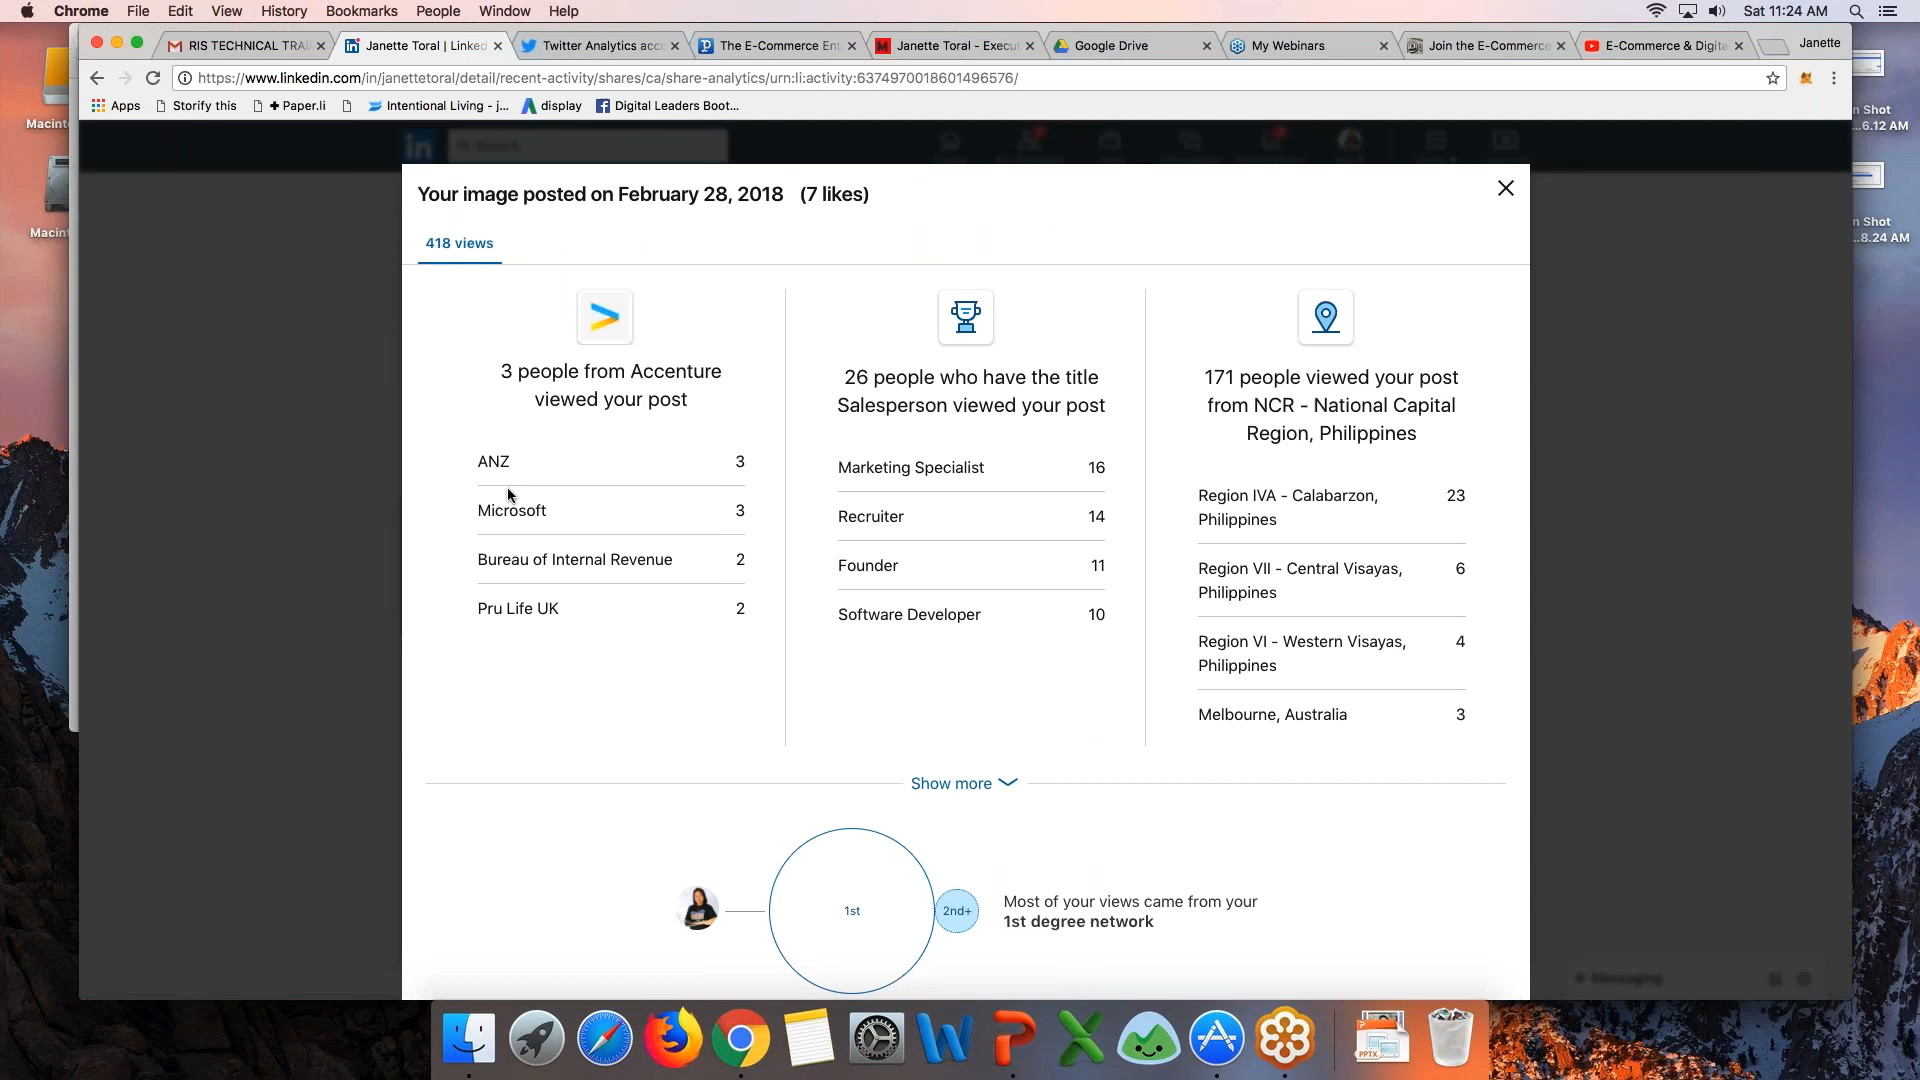 Chrome File Edit View History Bookmarks People Window Help
Sat 11:24 AM
RIS TECHNICAL TRAI
Janette Toral | Linked
Twitter Analytics acc
The E-Commerce Ent
Janette Toral - Execu
Google Drive
My Webinars
Join the E-Commerce
E-Commerce & Digita
Janette
https://www.linkedin.com/in/janettetoral/detail/recent-activity/shares/ca/share-analytics/urn:li:activity:6374970018601496576/
Apps
Storify this
+ Paper.li
Intentional Living - j...
display
Digital Leaders Boot...
Macint
Macint
n Shot
...6.12 AM
n Shot
...8.24 AM
in
Search
Your image posted on February 28, 2018 (7 likes)
418 views
3 people from Accenture
viewed your post
ANZ 3
Microsoft 3
Bureau of Internal Revenue 2
Pru Life UK 2
26 people who have the title
Salesperson viewed your post
Marketing Specialist 16
Recruiter 14
Founder 11
Software Developer 10
171 people viewed your post
from NCR - National Capital
Region, Philippines
Region IVA - Calabarzon, 23
Philippines
Region VII - Central Visayas, 6
Philippines
Region VI - Western Visayas, 4
Philippines
Melbourne, Australia 3
Show more
1st
2nd+
Most of your views came from your
1st degree network
Messaging
PPTX